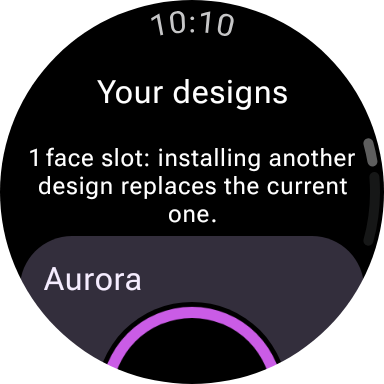 10:10
Your designs
1 face slot: installing another
design replaces the current
one.
Aurora